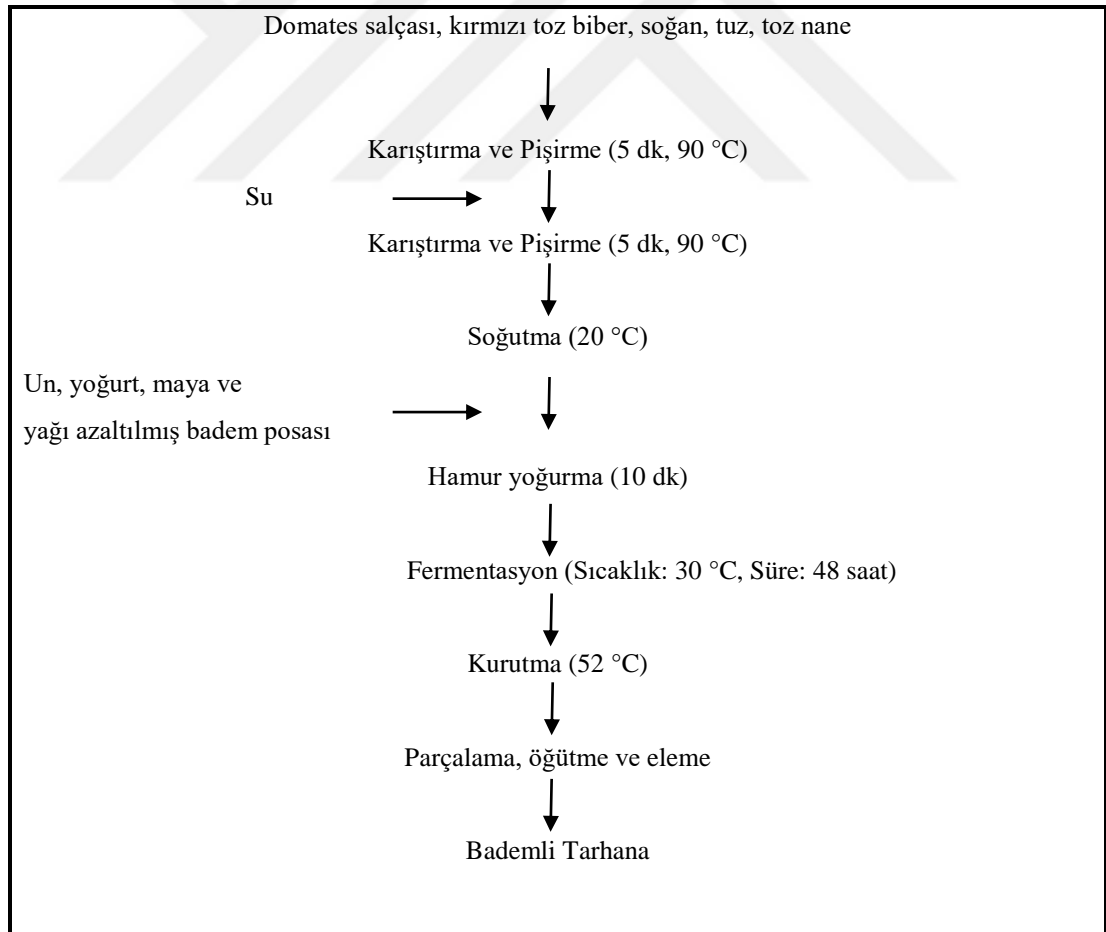 Domates salçası, kırmızı toz biber, soğan, tuz, toz nane
Karıştırma ve Pişirme (5 dk, 90 °C)
Su
Karıştırma ve Pişirme (5 dk, 90 °C)
Soğutma (20 °C)
Un, yoğurt, maya ve
yağı azaltılmış badem posası
Hamur yoğurma (10 dk)
Fermentasyon (Sıcaklık: 30 °C, Süre: 48 saat)
Kurutma (52 °C)
Parçalama, öğütme ve eleme
Bademli Tarhana